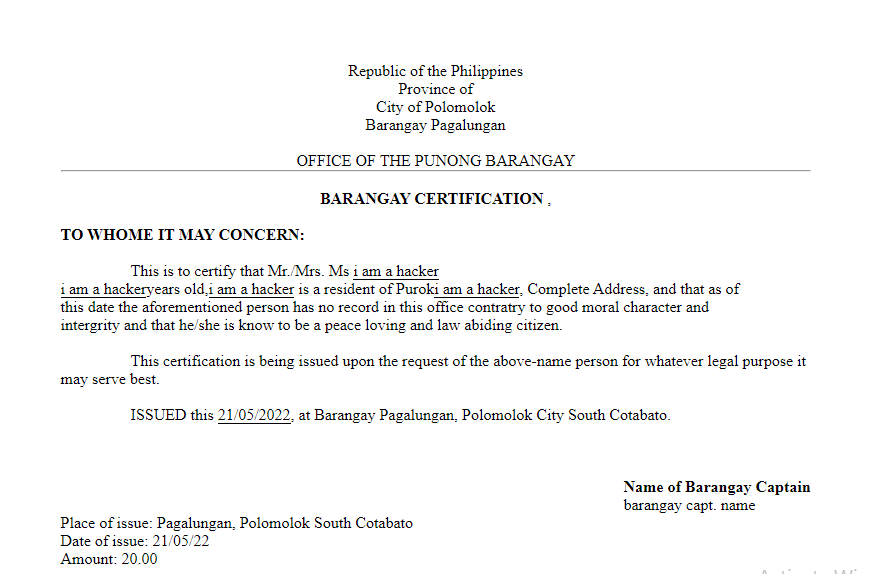 Republic of the Philippines
Province of
City of Polomolok
Barangay Pagalungan
OFFICE OF THE PUNONG BARANGAY
BARANGAY CERTIFICATION ,
TO WHOME IT MAY CONCERN:
This is to certify that Mr./Mrs. Ms i am a hacker
i am a hackeryears old,i am a hacker is a resident of Puroki am a hacker, Complete Address, and that as of
this date the aforementioned person has no record in this office contratry to good moral character and
intergrity and that he/she is know to be a peace loving and law abiding citizen.
This certification is being issued upon the request of the above-name person for whatever legal purpose it
may serve best.
ISSUED this 21/05/2022, at Barangay Pagalungan, Polomolok City South Cotabato.
Name of Barangay Captain
barangay capt. name
Place of issue: Pagalungan, Polomolok South Cotabato
Date of issue: 21/05/22
Amount: 20.00